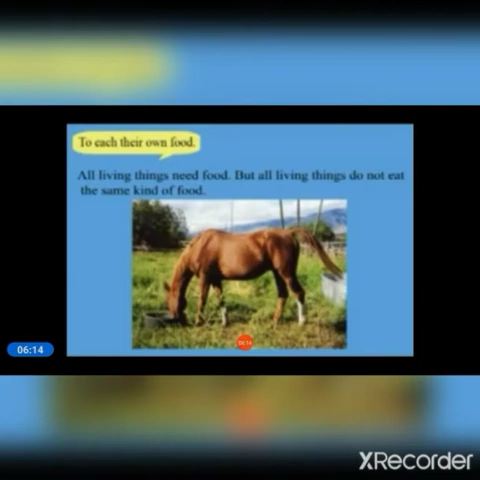 To each their own food.
All living things need food. But all living things do not eat
the same kind of food.
06:14
06:14
XRecorder